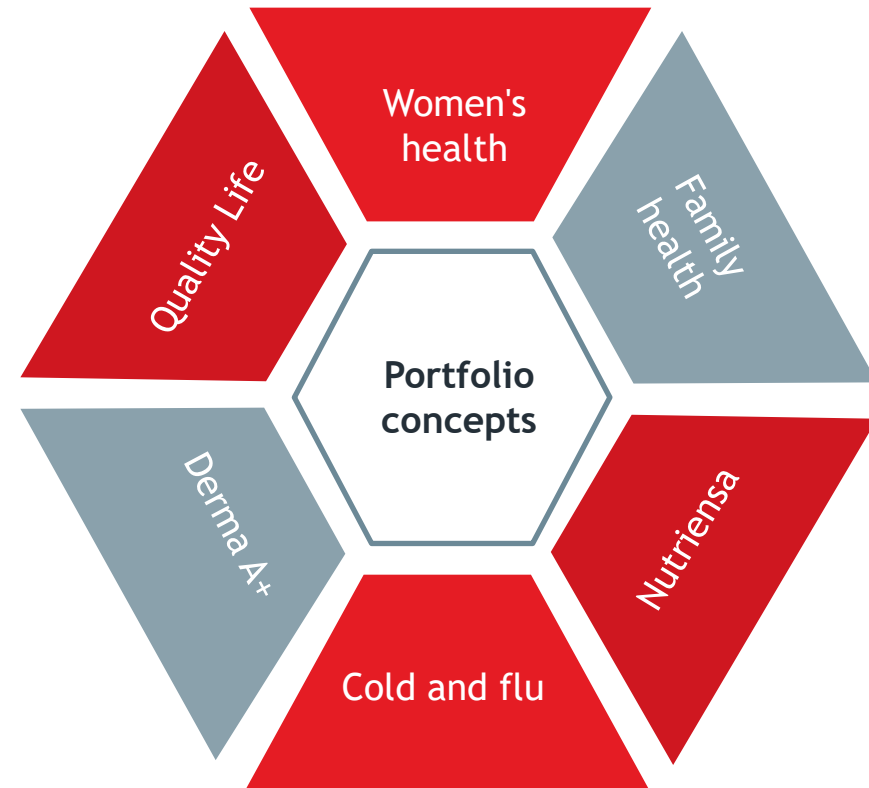 Women's
health
Family
health
Nutriensa
Cold and flu
Derma A+
Quality Life
Portfolio
concepts